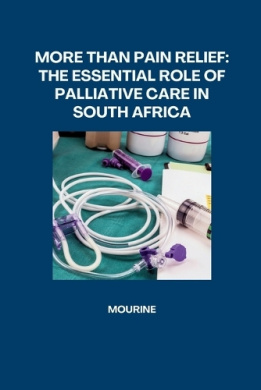 MORE THAN PAIN RELIEF:
THE ESSENTIAL ROLE OF
PALLIATIVE CARE IN
SOUTH AFRICA
MOURINE